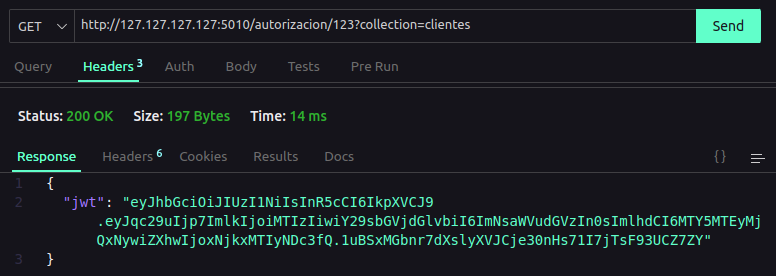 GET http://127.127.127.127:5010/autorizacion/123?collection=clientes Send
Query Headers 3 Auth Body Tests Pre Run
Status: 200 OK Size: 197 Bytes Time: 14 ms
Response Headers 6 Cookies Results Docs {}
1 {
2 "jwt": "eyJhbGciOiJIUzI1NiIsInR5cCI6IkpXVCJ9
.eyJqc29uIjp7ImlkIjoiMTIzIiwiY29sbGVjdGlvbiI6ImNsaWVudGVzIn0sImlhdCI6MTY5MTEyMj
QxNywiZXhwIjoxNjkxMTIyNDc3fQ.1uBSxMGbnr7dXslyXVJCje30nHs71I7jTsF93UCZ7ZY"
3 }